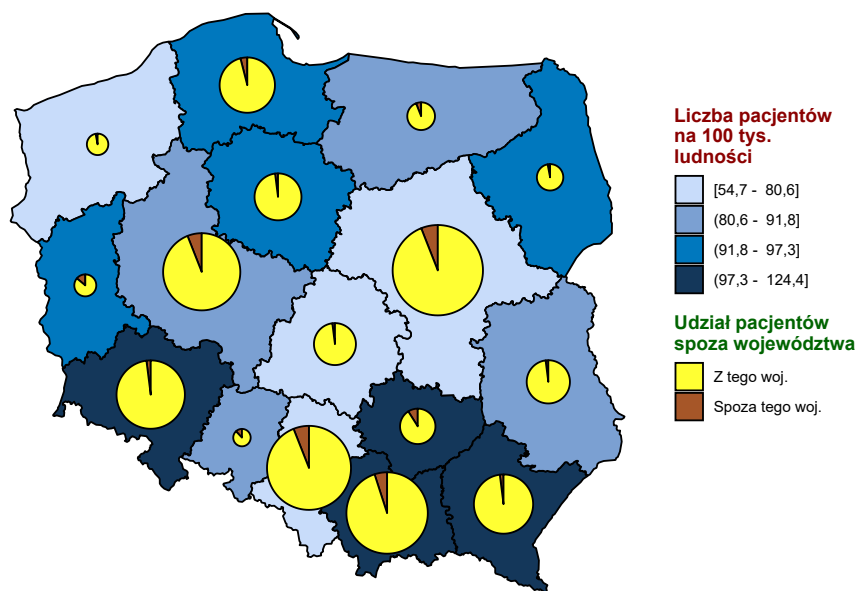 Liczba pacjentów
na 100 tys.
ludności
[54,7 - 80,6]
(80,6 - 91,8]
(91,8 - 97,3]
(97,3 - 124,4]
Udział pacjentów
spoza województwa
Z tego woj.
Spoza tego woj.